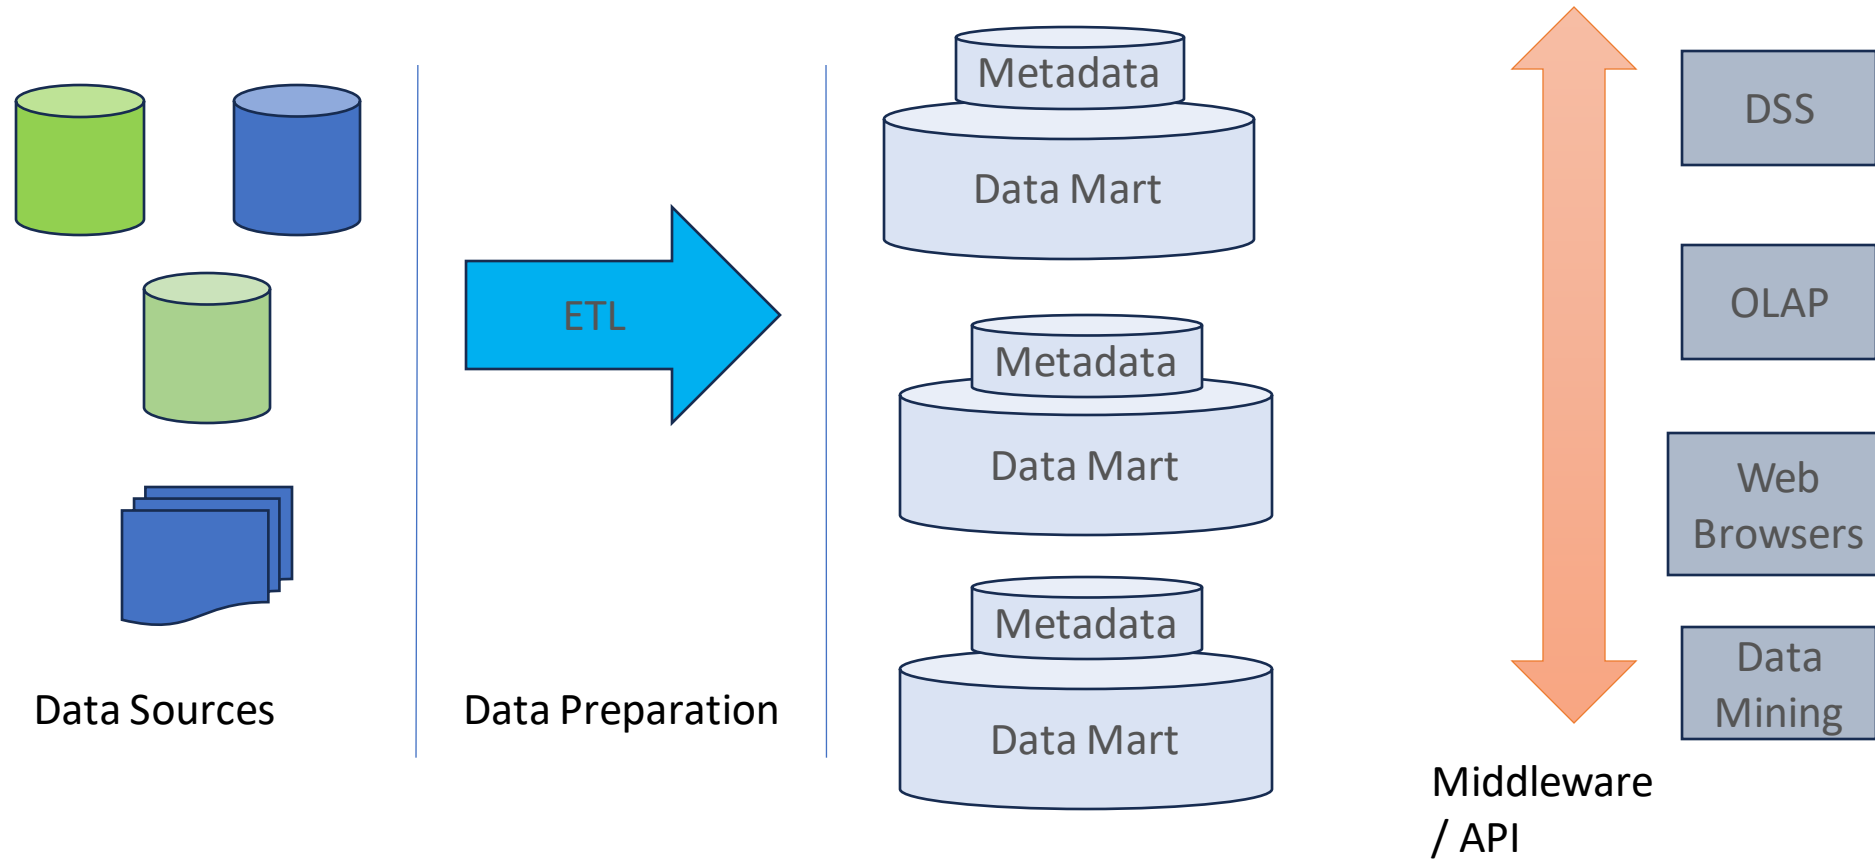 Metadata
Data Mart
DSS
ETL
OLAP
Metadata
Data Mart
Web
Browsers
Metadata
Data Mart
Data
Mining
Data Sources
Data Preparation
Middleware
/ API